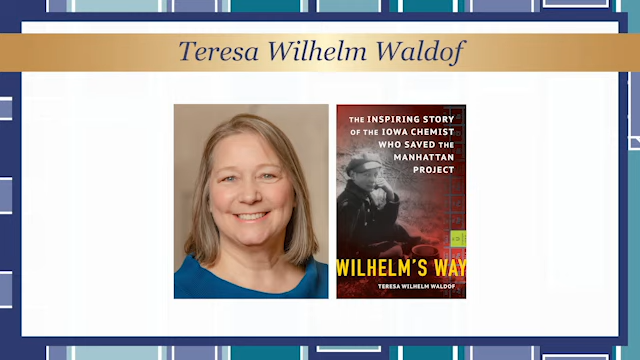 Teresa Wilhelm Waldof
THE INSPIRING STORY
OF THE IOWA CHEMIST
WHO SAVED THE
MANHATTAN
PROJECT
WILHELM'S WAY
TERESA WILHELM WALDOF